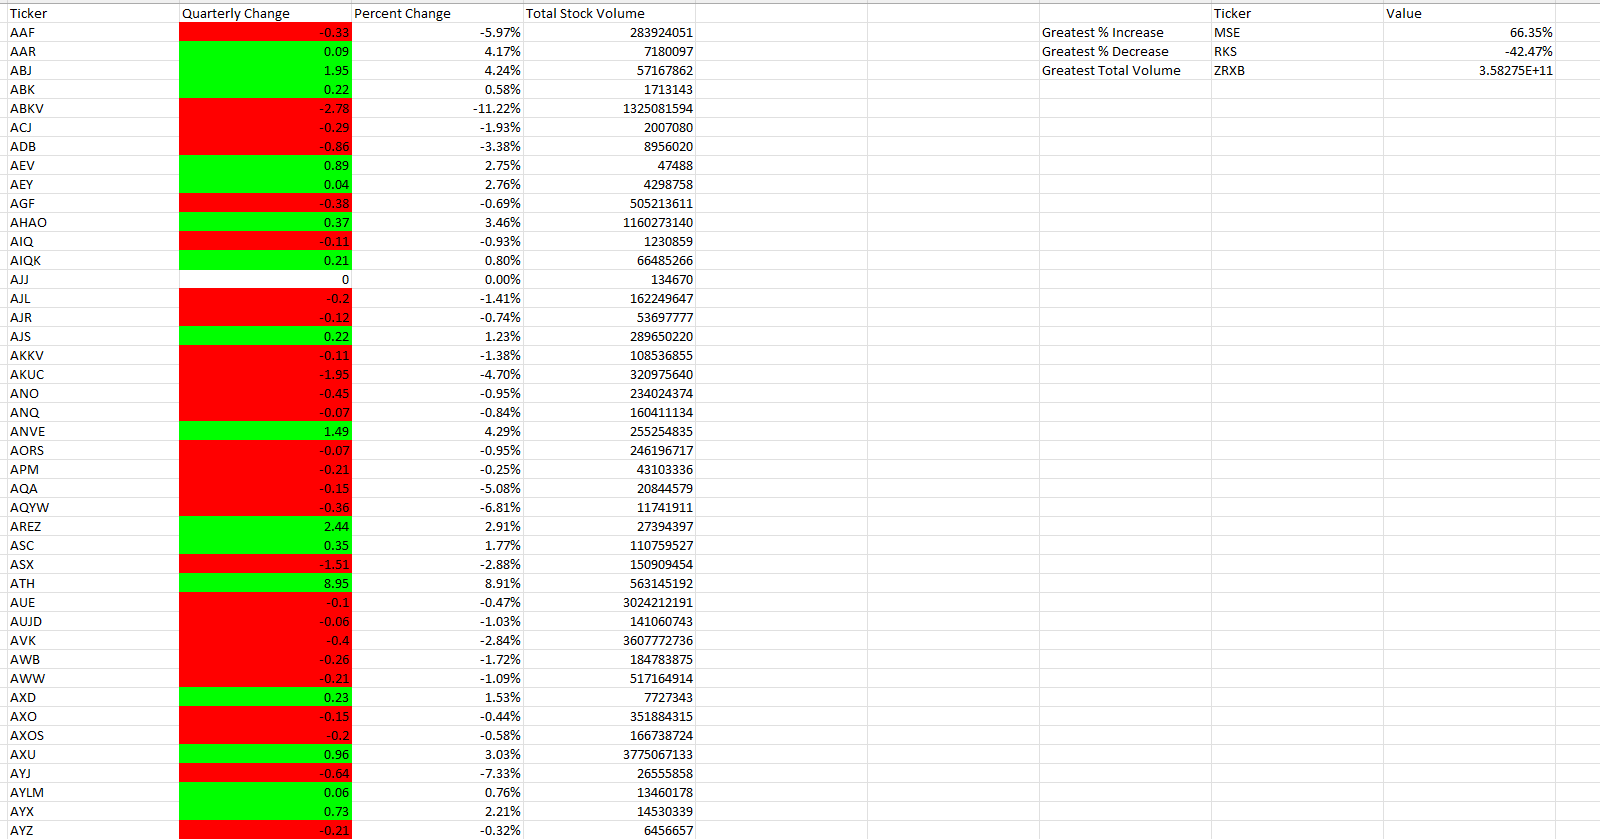 Ticker Quarterly Change Percent Change Total Stock Volume Ticker Value
AAF -0.33 -5.97% 283924051 Greatest % Increase MSE 66.35%
AAR 0.09 4.17% 7180097 Greatest % Decrease RKS -42.47%
ABJ 1.95 4.24% 57167862 Greatest Total Volume ZRXB 3.58275E+11
ABK 0.22 0.58% 1713143
ABKV -2.78 -11.22% 1325081594
ACJ -0.29 -1.93% 2007080
ADB -0.86 -3.38% 8956020
AEV 0.89 2.75% 47488
AEY 0.04 2.76% 4298758
AGF -0.38 -0.69% 505213611
AHAO 0.37 3.46% 1160273140
AIQ -0.11 -0.93% 1230859
AIQK 0.21 0.80% 66485266
AJJ 0 0.00% 134670
AJL -0.2 -1.41% 162249647
AJR -0.12 -0.74% 53697777
AJS 0.22 1.23% 289650220
AKKV -0.11 -1.38% 108536855
AKUC -1.95 -4.70% 320975640
ANO -0.45 -0.95% 234024374
ANQ -0.07 -0.84% 160411134
ANVE 1.49 4.29% 255254835
AORS -0.07 -0.95% 246196717
APM -0.21 -0.25% 43103336
AQA -0.15 -5.08% 20844579
AQYW -0.36 -6.81% 11741911
AREZ 2.44 2.91% 27394397
ASC 0.35 1.77% 110759527
ASX -1.51 -2.88% 150909454
ATH 8.95 8.91% 563145192
AUE -0.1 -0.47% 3024212191
AUJD -0.06 -1.03% 141060743
AVK -0.4 -2.84% 3607772736
AWB -0.26 -1.72% 184783875
AWW -0.21 -1.09% 517164914
AXD 0.23 1.53% 7727343
AXO -0.15 -0.44% 351884315
AXOS -0.2 -0.58% 166738724
AXU 0.96 3.03% 3775067133
AYJ -0.64 -7.33% 26555858
AYLM 0.06 0.76% 13460178
AYX 0.73 2.21% 14530339
AYZ -0.21 -0.32% 6456657